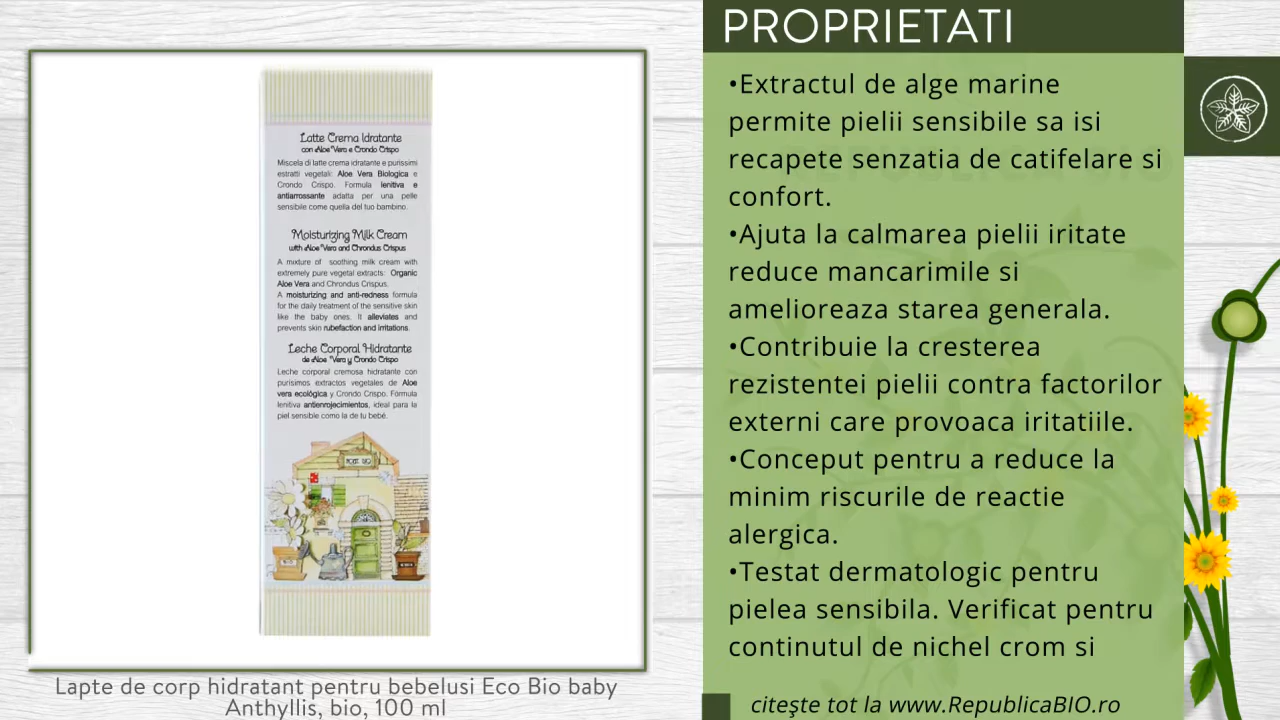 PROPRIETATI
•Extractul de alge marine
permite pielii sensibile sa isi
recapete senzatia de catifelare si
confort.
•Ajuta la calmarea pielii iritate
reduce mancarimile si
amelioreaza starea generala.
•Contribuie la cresterea
rezistentei pielii contra factorilor
externi care provoaca iritatiile.
•Conceput pentru a reduce la
minim riscurile de reactie
alergica.
•Testat dermatologic pentru
pielea sensibila. Verificat pentru
continutul de nichel crom si
citeşte tot la www.RepublicaBIO.ro
Latte Crema Idratante
con Aloe Vera e Crondo Crispo
Miscela di latte crema idratante e purissimi
estratti vegetali: Aloe Vera Biologica e
Crondo Crispo. Formula lenitiva e
antiarrossante adatta per una pelle
sensibile come quella del tuo bambino.
Moisturizing Milk Cream
with Aloe Vera and Chrondus Crispus
A mixture of soothing milk cream with
extremely pure vegetal extracts: Organic
Aloe Vera and Chrondus Crispus.
A moisturizing and anti-redness formula
for the daily treatment of the sensitive skin
like the baby ones. It alleviates and
prevents skin rubefaction and irritations.
Leche Corporal Hidratante
de Aloe Vera y Crondo Crispo
Leche corporal cremosa hidratante con
purisimos extractos vegetales de Aloe
vera ecológica y Crondo Crispo. Fórmula
lenitiva antienrojecimientos, ideal para la
piel sensible como la de tu bebé.
Lapte de corp hidratant pentru bebelusi Eco Bio baby
Anthyllis, bio, 100 ml